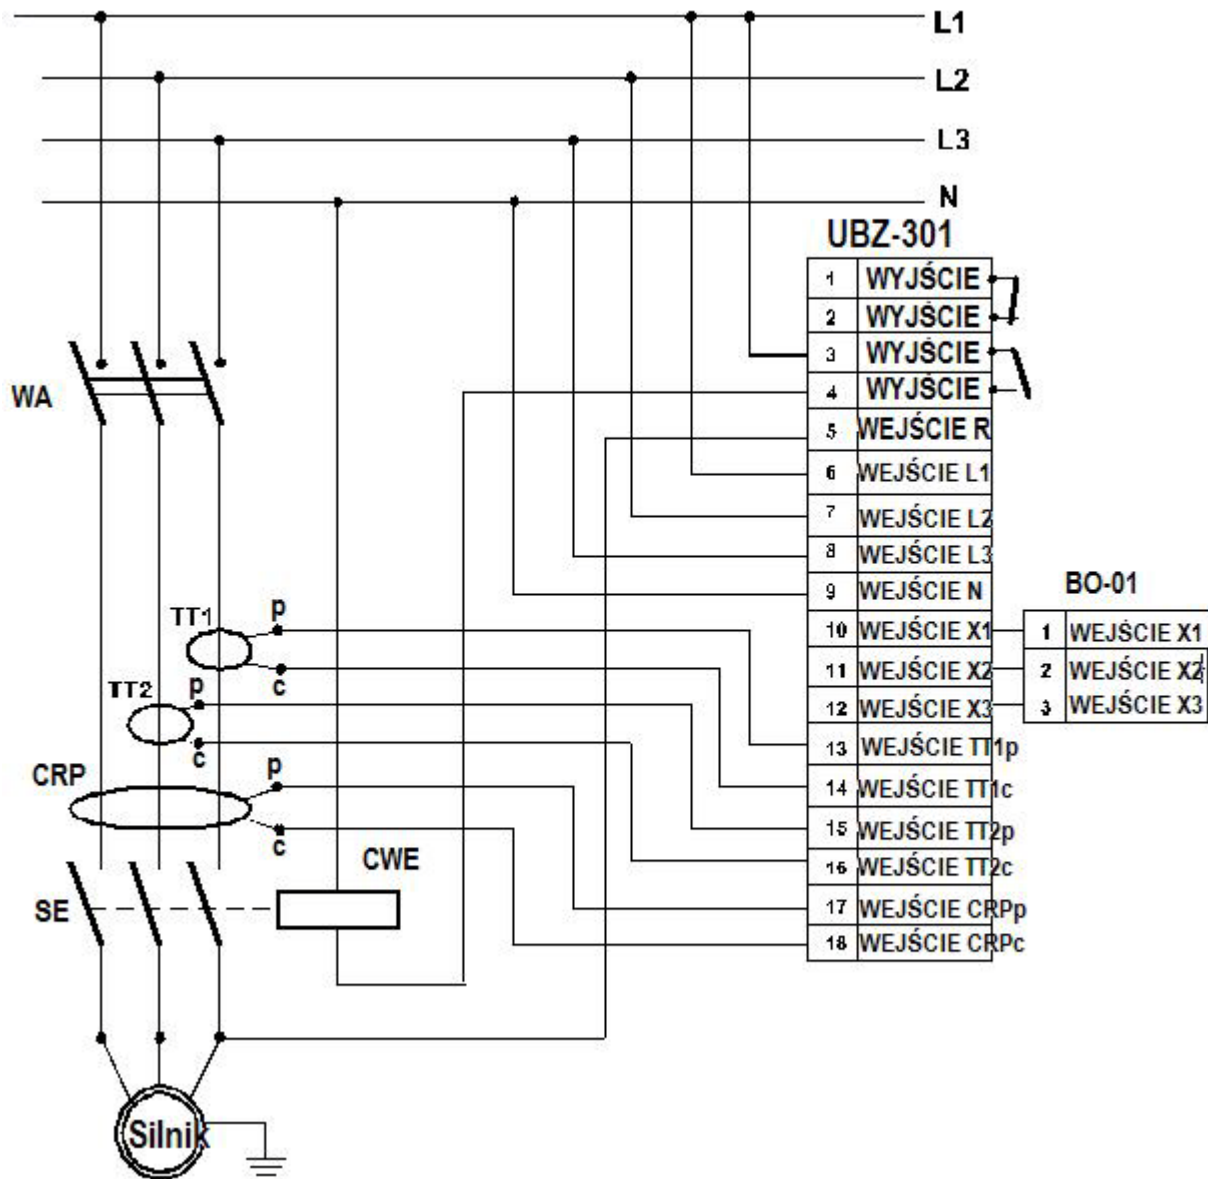 L1
L2
L3
N
UBZ-301
1 WYJŚCIE
2 WYJŚCIE
3 WYJŚCIE
4 WYJŚCIE
5 WEJŚCIE R
6 WEJŚCIE L1
7 WEJŚCIE L2
8 WEJŚCIE L3
9 WEJŚCIE N
10 WEJŚCIE X1
11 WEJŚCIE X2
12 WEJŚCIE X3
13 WEJŚCIE TT1p
14 WEJŚCIE TT1c
15 WEJŚCIE TT2p
16 WEJŚCIE TT2c
17 WEJŚCIE CRPp
18 WEJŚCIE CRPc
BO-01
1 WEJŚCIE X1
2 WEJŚCIE X2
3 WEJŚCIE X3
WA
TT1
p
c
TT2
p
c
CRP
p
c
CWE
SE
Silnik